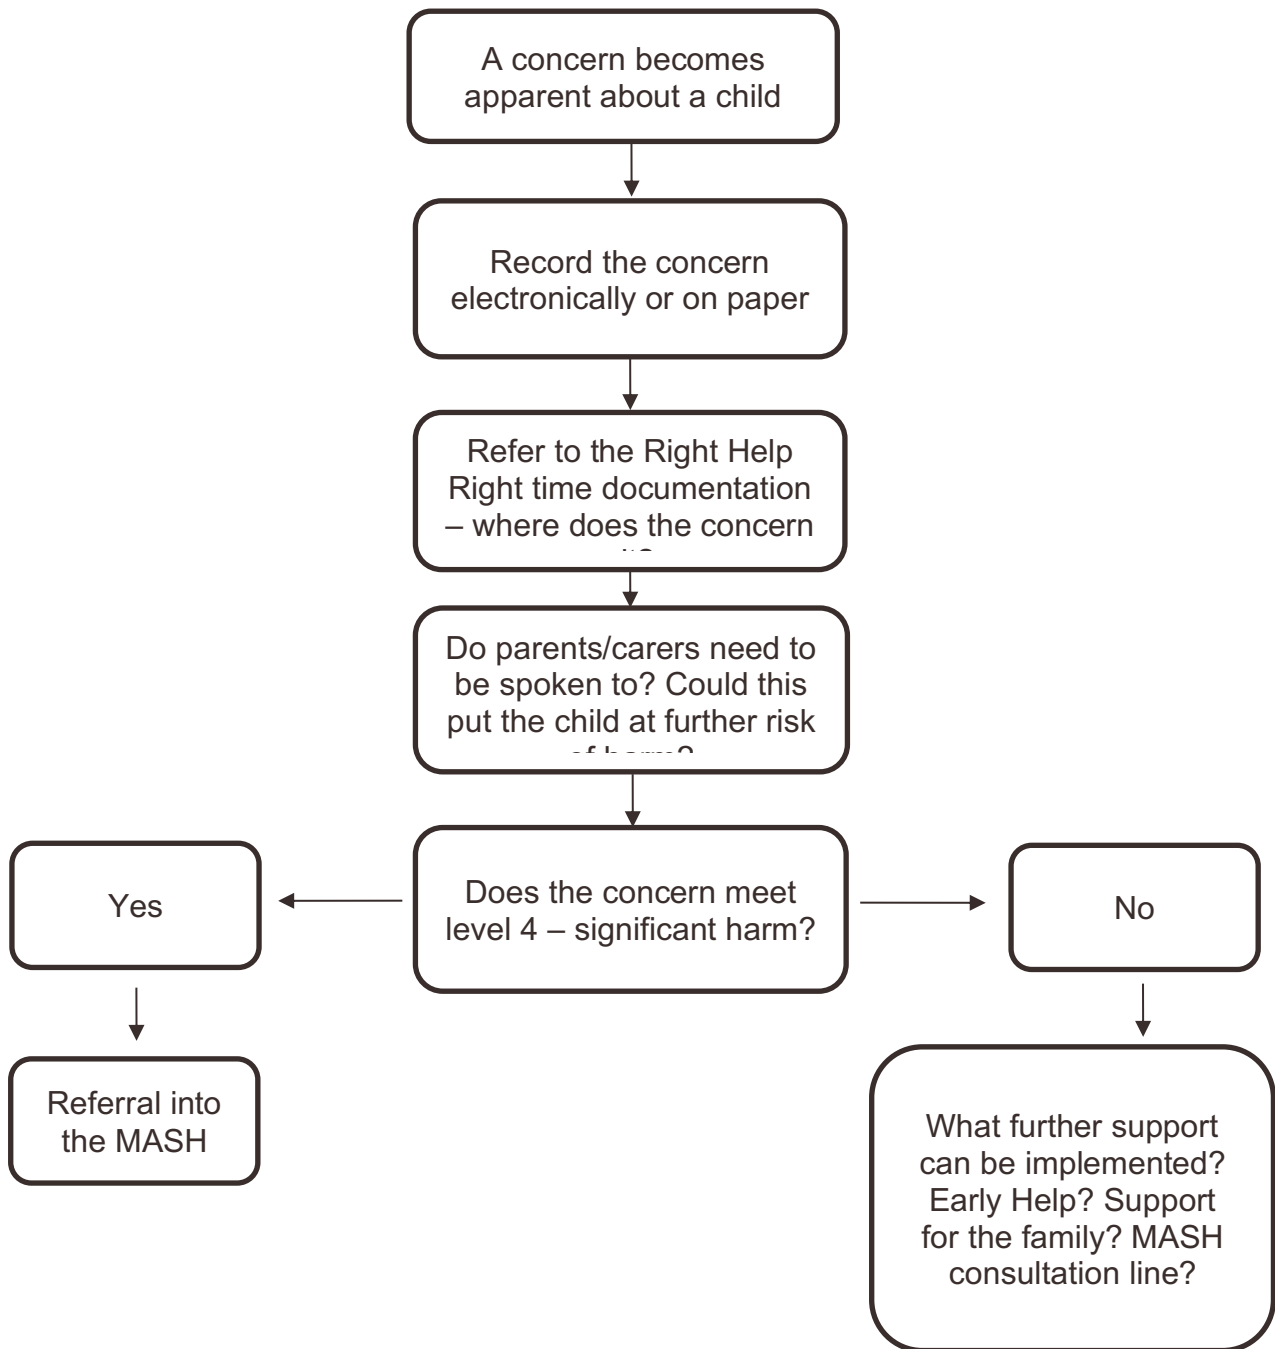 A concern becomes
apparent about a child
Record the concern
electronically or on paper
Refer to the Right Help
Right time documentation
– where does the concern
Do parents/carers need to
be spoken to? Could this
put the child at further risk
of harm?
Does the concern meet
level 4 – significant harm?
Yes
No
Referral into
the MASH
What further support
can be implemented?
Early Help? Support
for the family? MASH
consultation line?